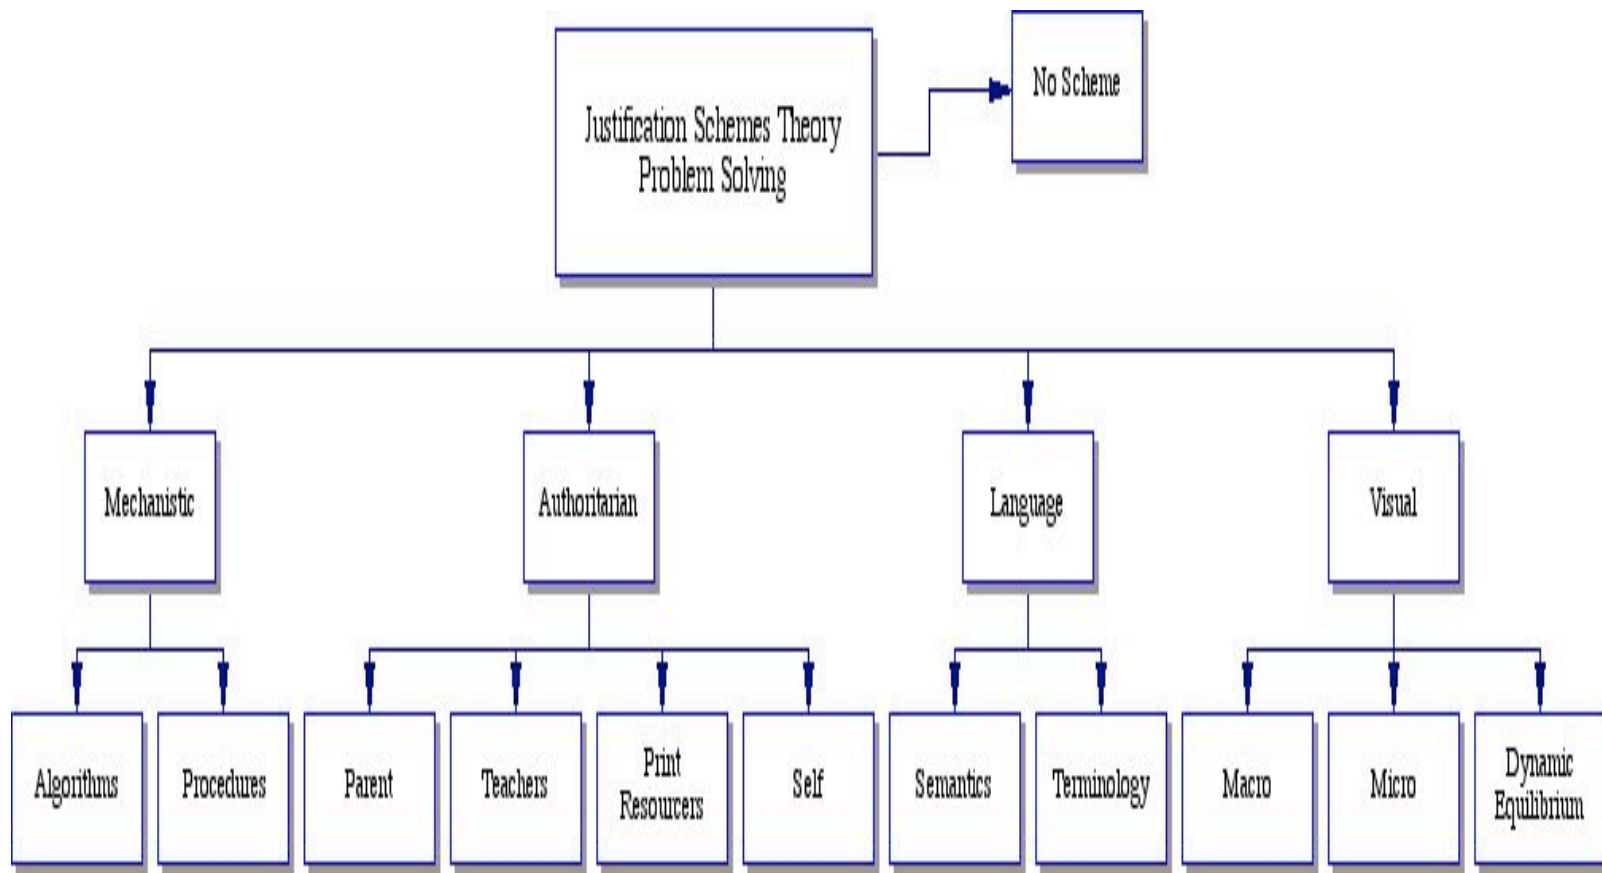 No Scheme
Justification Schemes Theory
Problem Solving
Mechanistic
Authoritarian
Language
Visual
Algorithms
Procedures
Parent
Teachers
Print
Resourcers
Self
Semantics
Terminology
Macro
Micro
Dynamic
Equilibrium